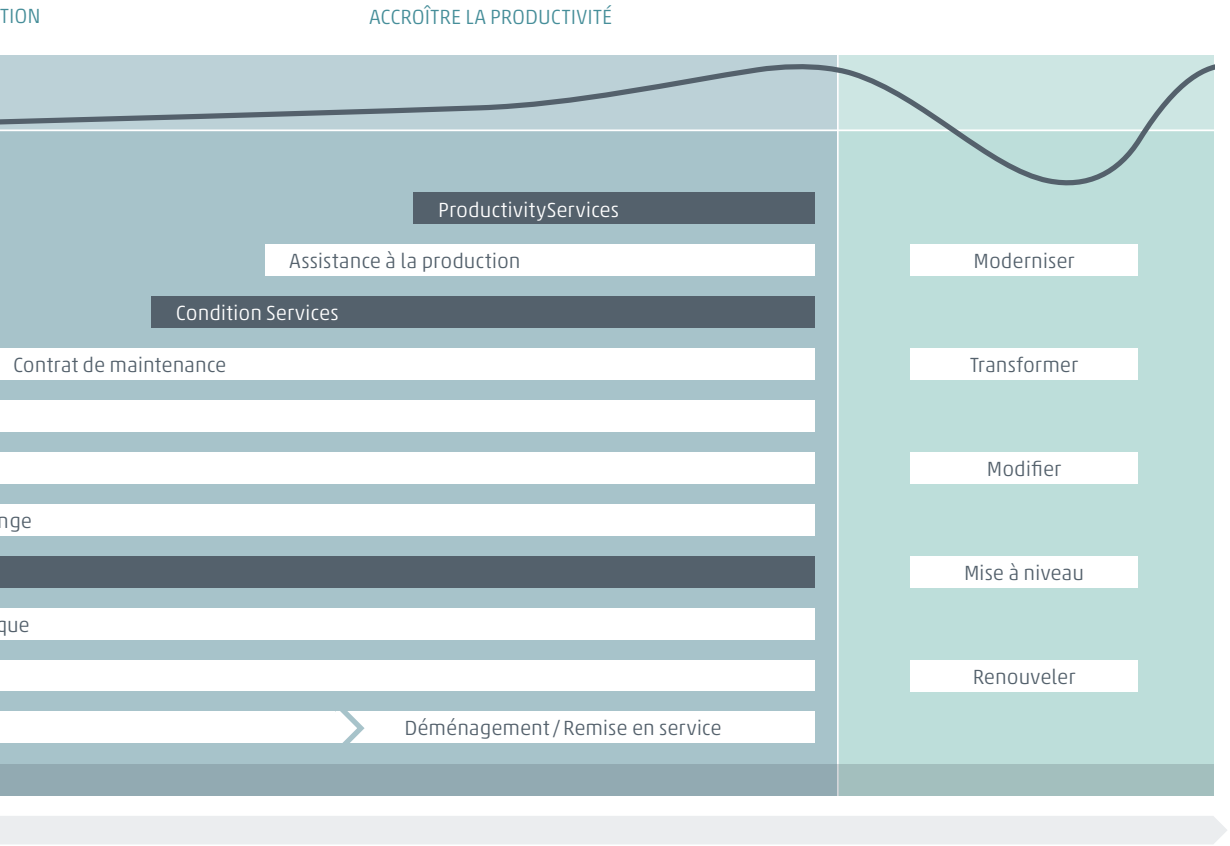 TION
ACCROÎTRE LA PRODUCTIVITÉ
ProductivityServices
Assistance à la production
Moderniser
Condition Services
Contrat de maintenance
Transformer
Modifier
nge
Mise à niveau
que
Renouveler
Déménagement / Remise en service